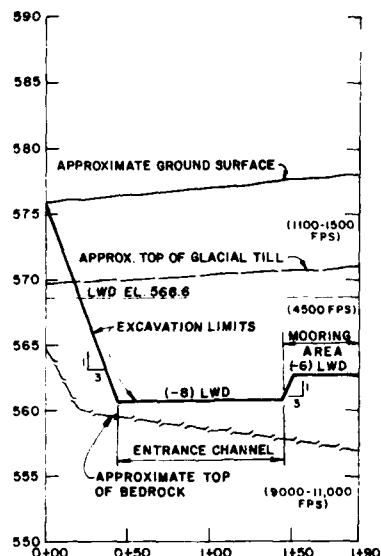 590
585
580
APPROXIMATE GROUND SURFACE
575
(1100-1500
FPS)
APPROX. TOP OF GLACIAL TILL
570
LWD EL. 568.6
(4500 FPS)
EXCAVATION LIMITS
MOORING
AREA
565
(-6) LWD
1
3
1
3
(-8) LWD
560
ENTRANCE CHANNEL
APPROXIMATE TOP
OF BEDROCK
555
(9000-11,000
FPS)
550
0+00 0+50 1+00 1+50 1+90